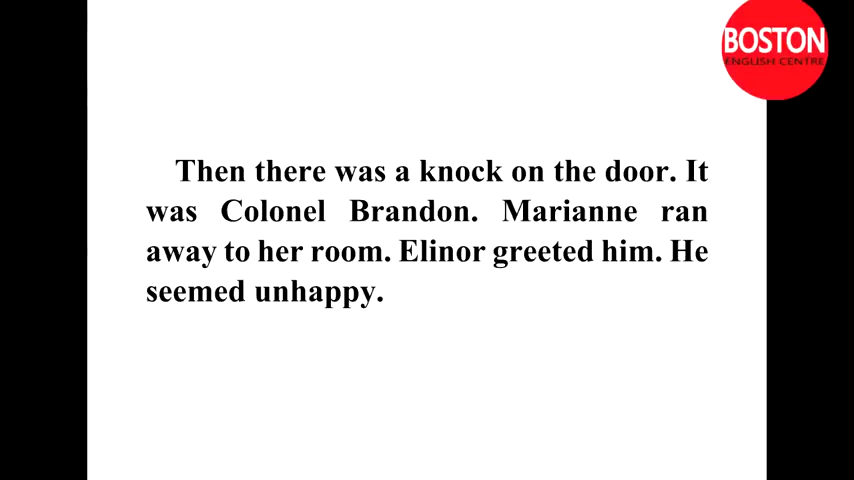 BOSTON
ENGLISH CENTRE
Then there was a knock on the door. It
was Colonel Brandon. Marianne ran
away to her room. Elinor greeted him. He
seemed unhappy.